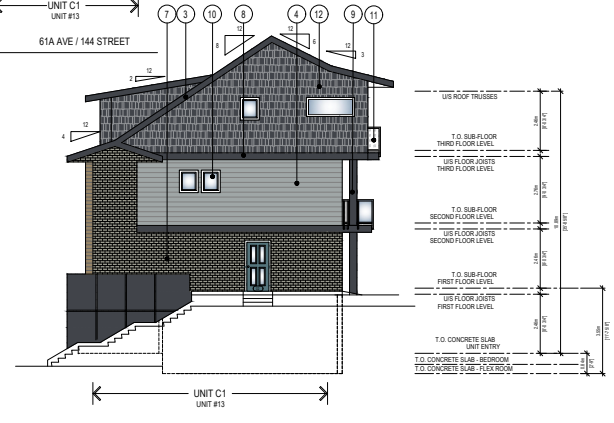 UNIT C1
UNIT #13
61A AVE / 144 STREET
7 3 10 8 4 12 9 11
12
8
12
6
12
3
12
2
12
4
U/S ROOF TRUSSES
T.O. SUB-FLOOR
THIRD FLOOR LEVEL
U/S FLOOR JOISTS
THIRD FLOOR LEVEL
T.O. SUB-FLOOR
SECOND FLOOR LEVEL
U/S FLOOR JOISTS
SECOND FLOOR LEVEL
T.O. SUB-FLOOR
FIRST FLOOR LEVEL
U/S FLOOR JOISTS
FIRST FLOOR LEVEL
T.O. CONCRETE SLAB
UNIT ENTRY
T.O. CONCRETE SLAB - BEDROOM
T.O. CONCRETE SLAB - FLEX ROOM
UNIT C1
UNIT #13